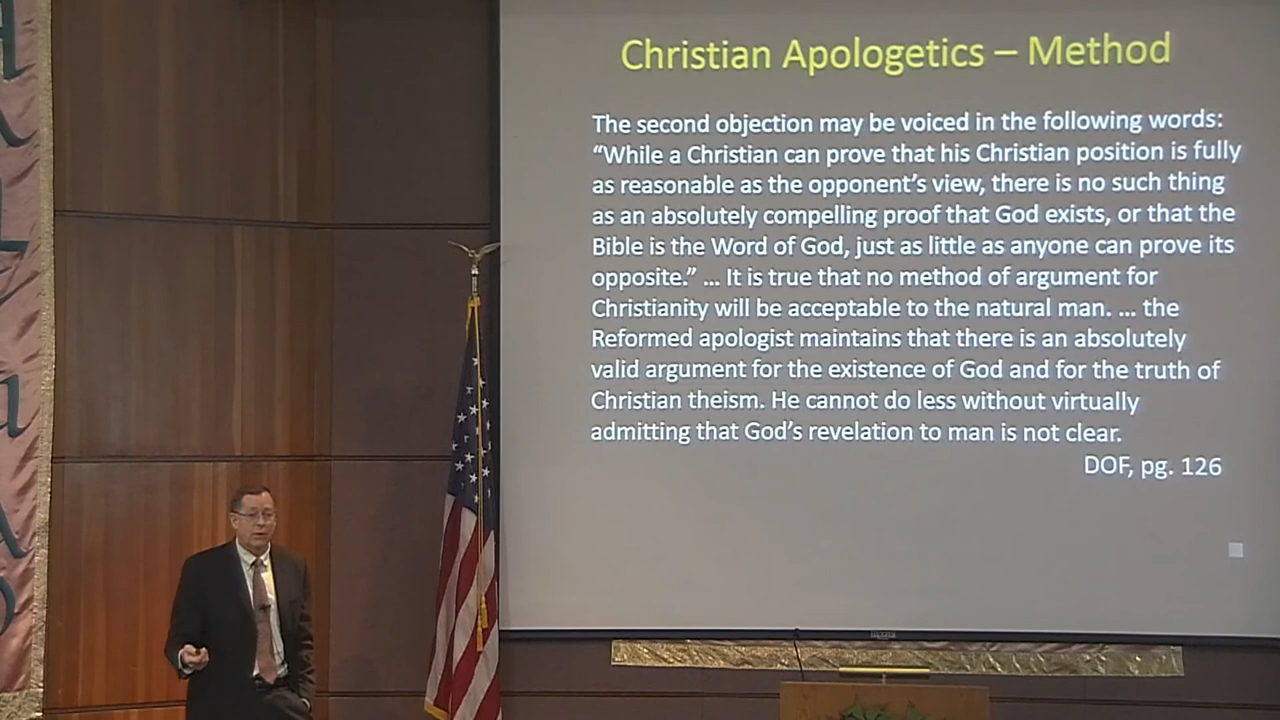 Christian Apologetics – Method
The second objection may be voiced in the following words:
“While a Christian can prove that his Christian position is fully
as reasonable as the opponent’s view, there is no such thing
as an absolutely compelling proof that God exists, or that the
Bible is the Word of God, just as little as anyone can prove its
opposite.” … It is true that no method of argument for
Christianity will be acceptable to the natural man. … the
Reformed apologist maintains that there is an absolutely
valid argument for the existence of God and for the truth of
Christian theism. He cannot do less without virtually
admitting that God’s revelation to man is not clear.
DOF, pg. 126